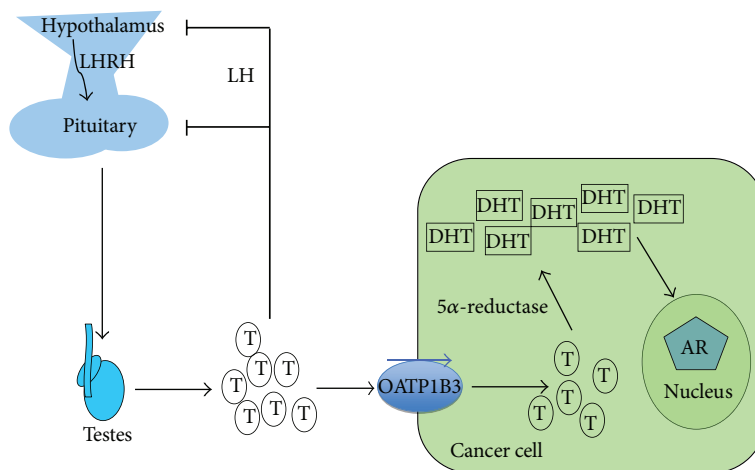 Hypothalamus
LHRH
LH
Pituitary
DHT
DHT
DHT
DHT
DHT
DHT
DHT
5α-reductase
T
T
T
T
T
T
T
OATP1B3
T
T
T
T
T
AR
Nucleus
Testes
Cancer cell